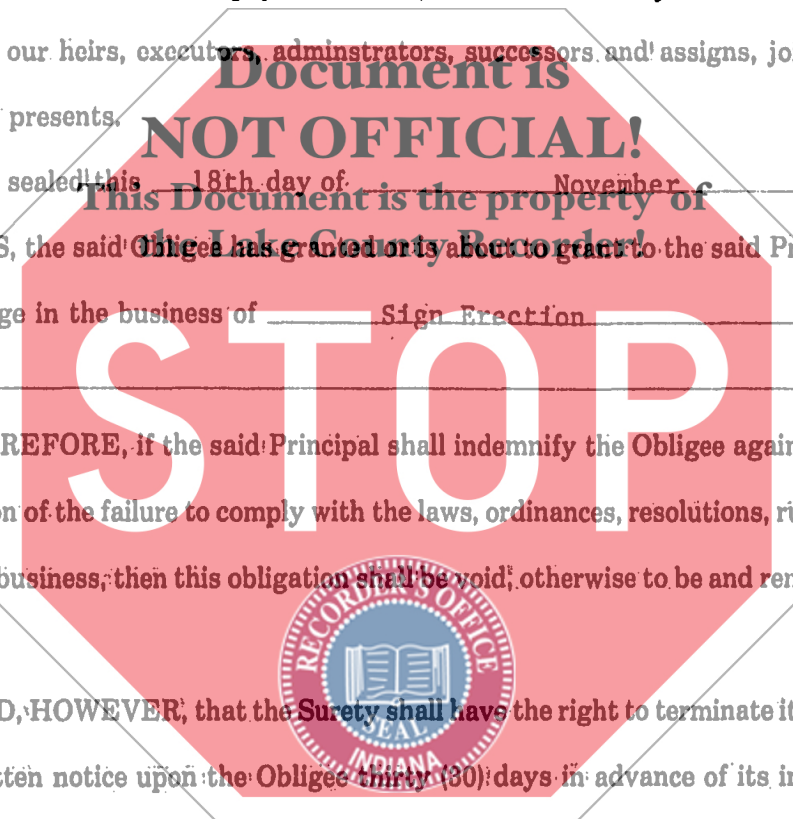 our heirs, executors, adminstrators, successors and assigns, jo
Document is
presents.
NOT OFFICIAL!
sealed this 18th day of November
This Document is the property of
the Lake County Recorder!
S, the said Obligee has granted or is about to grant to the said Pr
ge in the business of Sign Erection
STOP
REFORE, if the said Principal shall indemnify the Obligee again
n of the failure to comply with the laws, ordinances, resolutions, ru
business, then this obligation shall be void, otherwise to be and rem
RECORDER'S OFFICE
D, HOWEVER, that the Surety shall have the right to terminate it
SEAL
INDIANA
tten notice upon the Obligee thirty (30) days in advance of its in